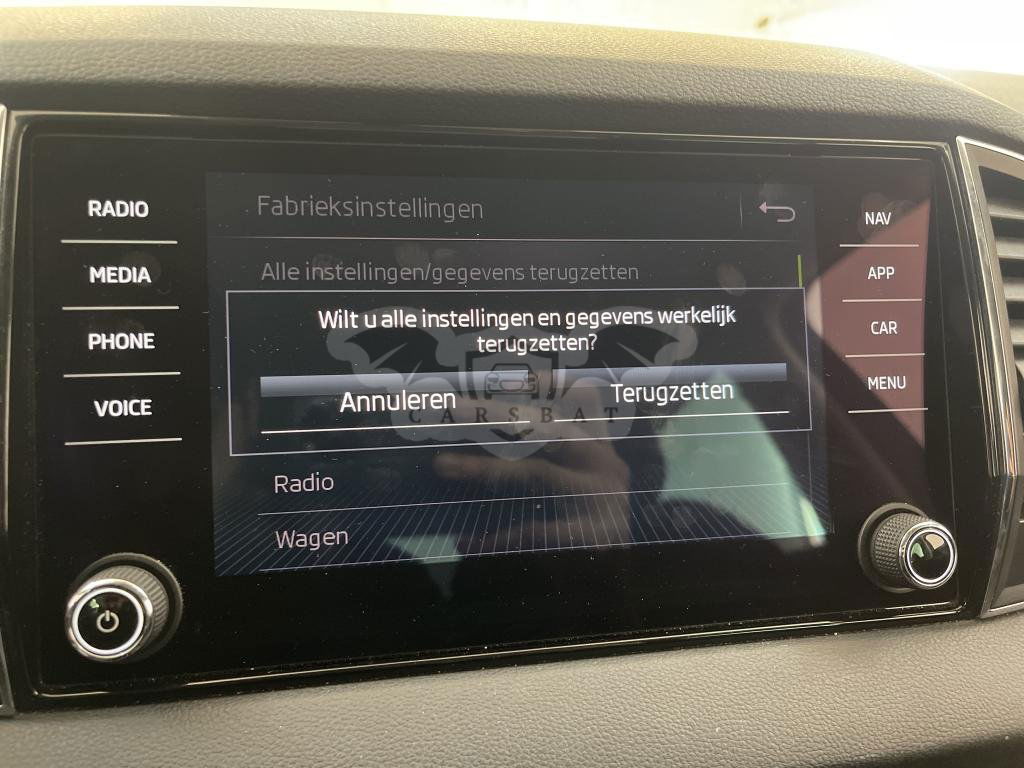 RADIO
MEDIA
PHONE
VOICE
Fabrieksinstellingen
Alle instellingen/gegevens terugzetten
Wilt u alle instellingen en gegevens werkelijk
terugzetten?
Annuleren
Terugzetten
CARSBAT
Radio
Wagen
NAV
APP
CAR
MENU